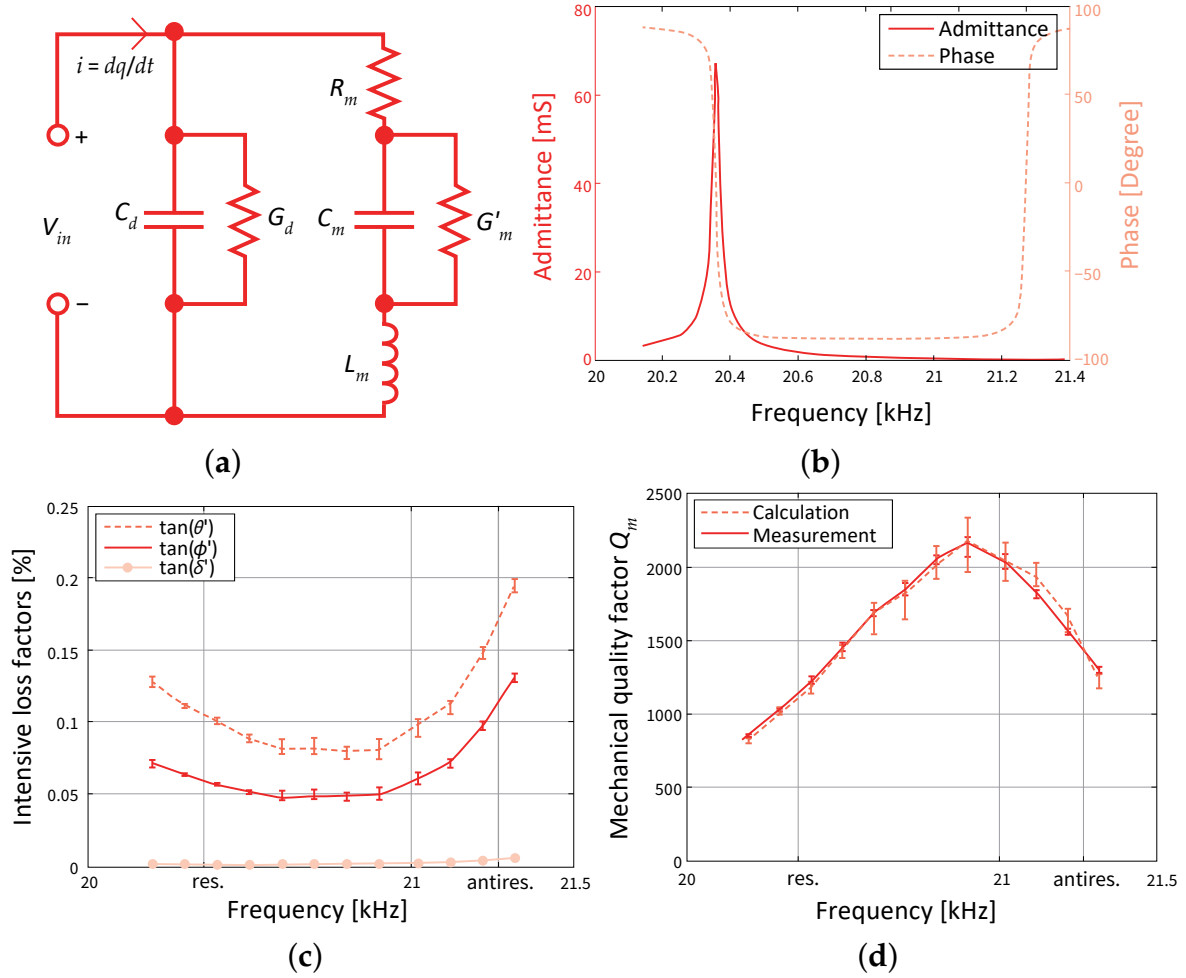 i = dq/dt
+
V_in
−
C_d
G_d
R_m
C_m
G'_m
L_m
(a)
Admittance
Phase
Admittance [mS]
80
60
40
20
0
100
50
0
−50
−100
Phase [Degree]
20
20.2
20.4
20.6
20.8
21
21.2
21.4
Frequency [kHz]
(b)
tan(θ')
tan(ϕ')
tan(δ')
Intensive loss factors [%]
0.25
0.2
0.15
0.1
0.05
0
20
res.
21
antires.
21.5
Frequency [kHz]
(c)
Calculation
Measurement
Mechanical quality factor Q_m
2500
2000
1500
1000
500
0
20
res.
21
antires.
21.5
Frequency [kHz]
(d)